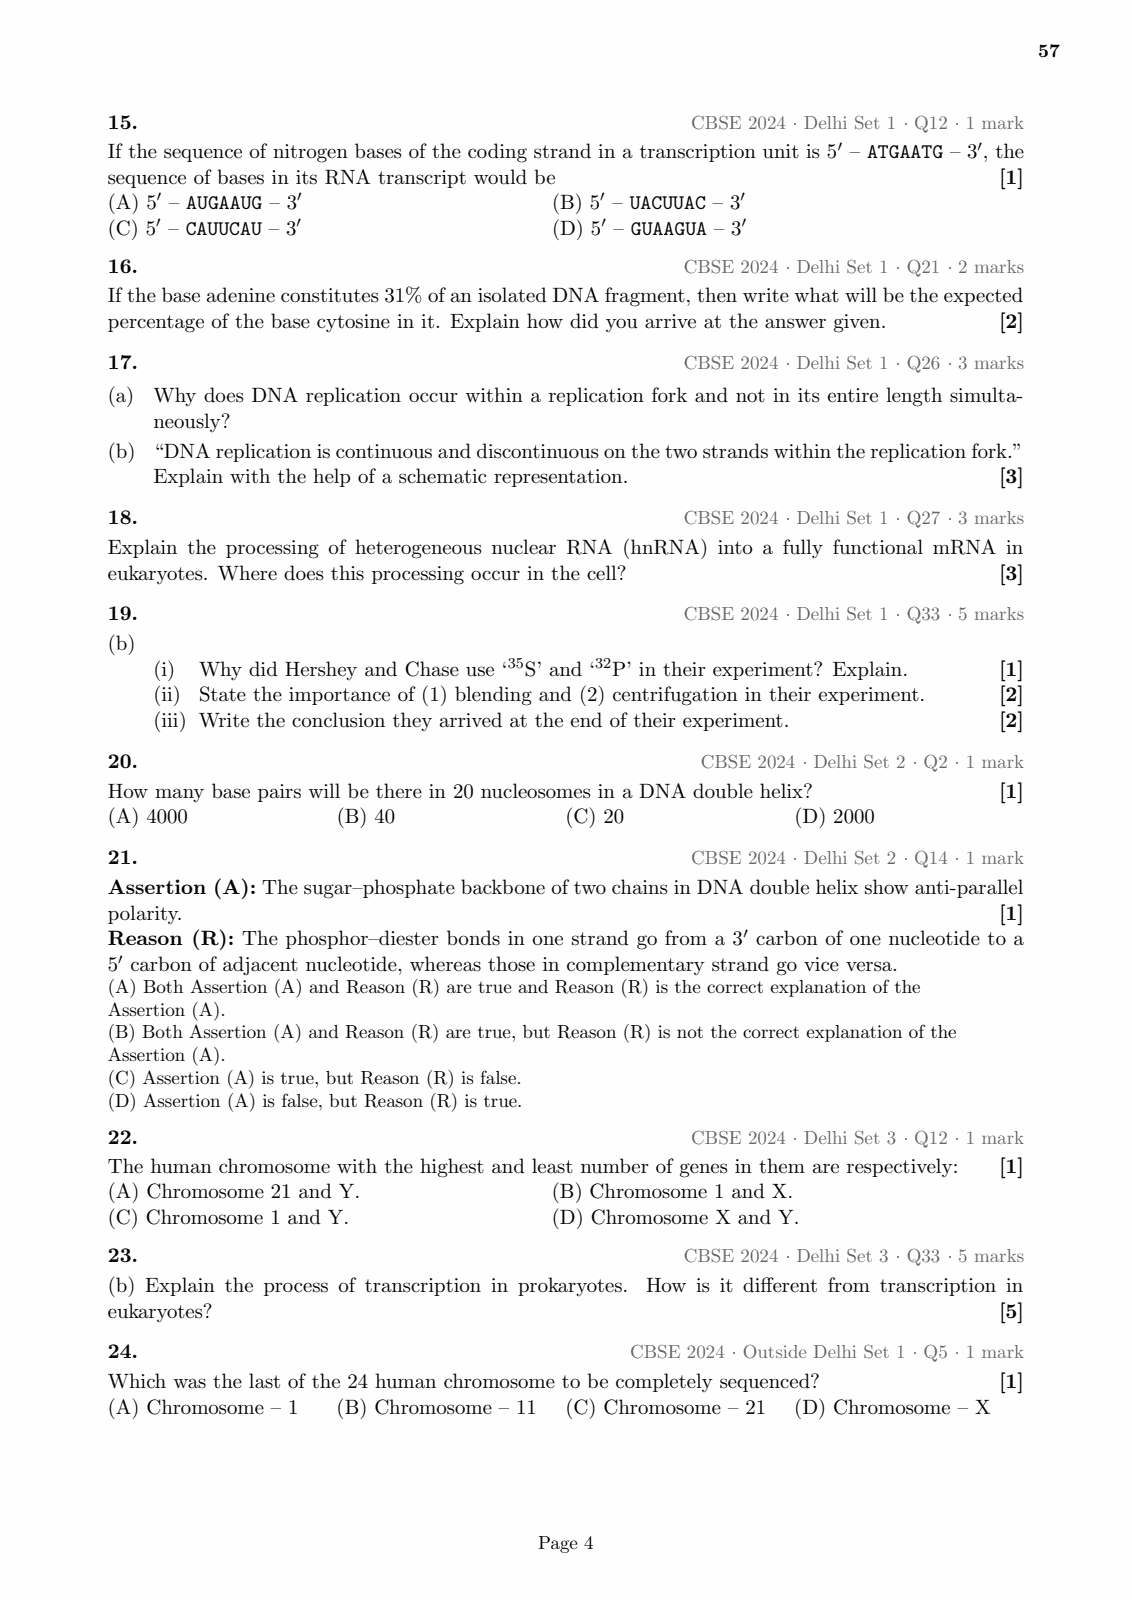 57
15. CBSE 2024 · Delhi Set 1 · Q12 · 1 mark
If the sequence of nitrogen bases of the coding strand in a transcription unit is 5′ – ATGAATG – 3′, the
sequence of bases in its RNA transcript would be [1]
(A) 5′ – AUGAAUG – 3′ (B) 5′ – UACUUAC – 3′
(C) 5′ – CAUUCAU – 3′ (D) 5′ – GUAAGUA – 3′
16. CBSE 2024 · Delhi Set 1 · Q21 · 2 marks
If the base adenine constitutes 31% of an isolated DNA fragment, then write what will be the expected
percentage of the base cytosine in it. Explain how did you arrive at the answer given. [2]
17. CBSE 2024 · Delhi Set 1 · Q26 · 3 marks
(a) Why does DNA replication occur within a replication fork and not in its entire length simulta-
neously?
(b) “DNA replication is continuous and discontinuous on the two strands within the replication fork.”
Explain with the help of a schematic representation. [3]
18. CBSE 2024 · Delhi Set 1 · Q27 · 3 marks
Explain the processing of heterogeneous nuclear RNA (hnRNA) into a fully functional mRNA in
eukaryotes. Where does this processing occur in the cell? [3]
19. CBSE 2024 · Delhi Set 1 · Q33 · 5 marks
(b)
(i) Why did Hershey and Chase use ‘³⁵S’ and ‘³²P’ in their experiment? Explain. [1]
(ii) State the importance of (1) blending and (2) centrifugation in their experiment. [2]
(iii) Write the conclusion they arrived at the end of their experiment. [2]
20. CBSE 2024 · Delhi Set 2 · Q2 · 1 mark
How many base pairs will be there in 20 nucleosomes in a DNA double helix? [1]
(A) 4000 (B) 40 (C) 20 (D) 2000
21. CBSE 2024 · Delhi Set 2 · Q14 · 1 mark
Assertion (A): The sugar–phosphate backbone of two chains in DNA double helix show anti-parallel
polarity. [1]
Reason (R): The phosphor–diester bonds in one strand go from a 3′ carbon of one nucleotide to a
5′ carbon of adjacent nucleotide, whereas those in complementary strand go vice versa.
(A) Both Assertion (A) and Reason (R) are true and Reason (R) is the correct explanation of the
Assertion (A).
(B) Both Assertion (A) and Reason (R) are true, but Reason (R) is not the correct explanation of the
Assertion (A).
(C) Assertion (A) is true, but Reason (R) is false.
(D) Assertion (A) is false, but Reason (R) is true.
22. CBSE 2024 · Delhi Set 3 · Q12 · 1 mark
The human chromosome with the highest and least number of genes in them are respectively: [1]
(A) Chromosome 21 and Y. (B) Chromosome 1 and X.
(C) Chromosome 1 and Y. (D) Chromosome X and Y.
23. CBSE 2024 · Delhi Set 3 · Q33 · 5 marks
(b) Explain the process of transcription in prokaryotes. How is it different from transcription in
eukaryotes? [5]
24. CBSE 2024 · Outside Delhi Set 1 · Q5 · 1 mark
Which was the last of the 24 human chromosome to be completely sequenced? [1]
(A) Chromosome – 1 (B) Chromosome – 11 (C) Chromosome – 21 (D) Chromosome – X
Page 4